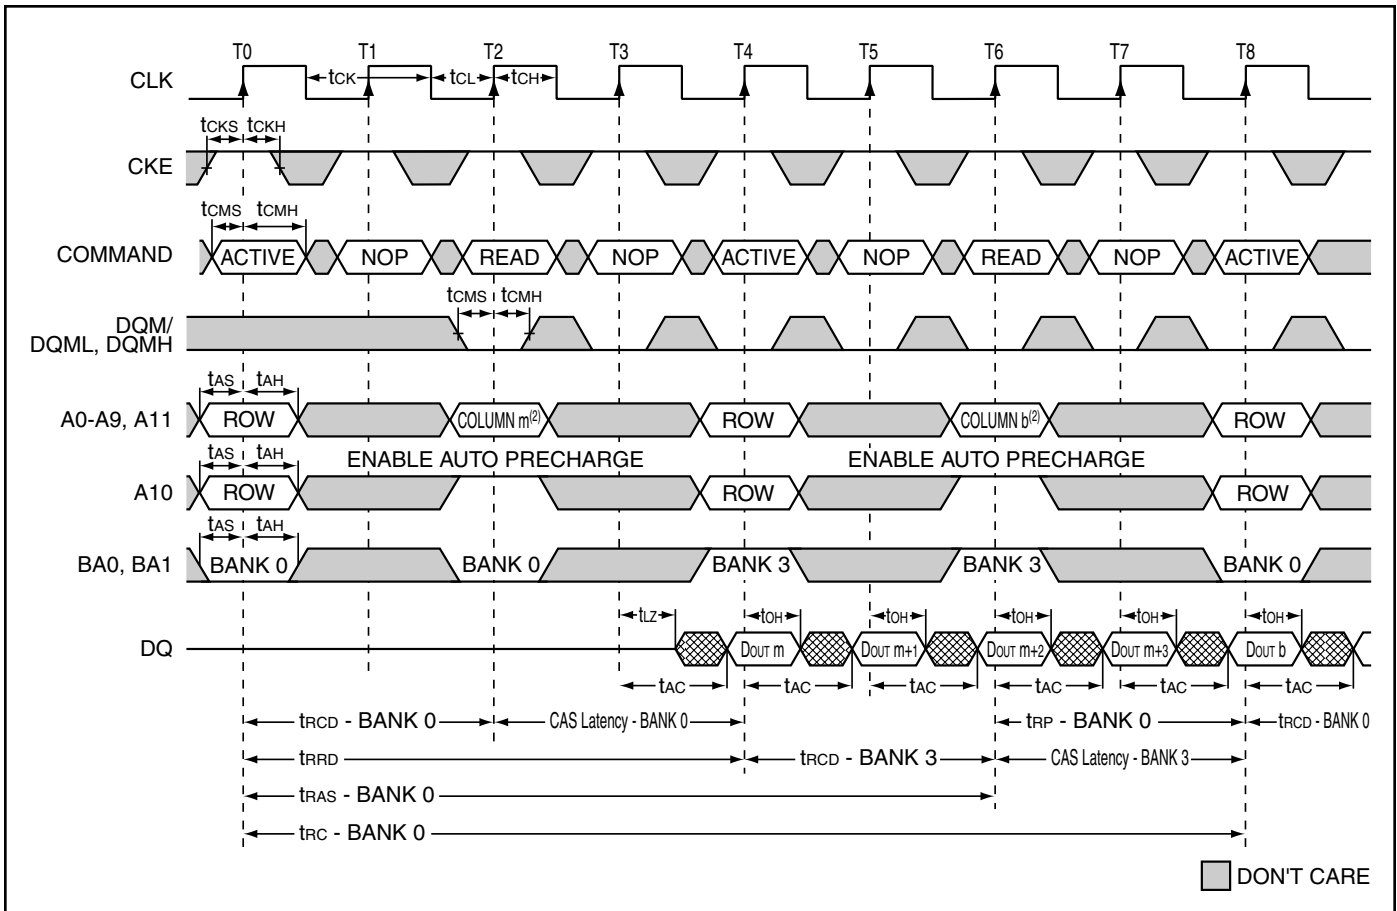 T0 T1 T2 T3 T4 T5 T6 T7 T8
CLK tCK tCL tCH
tCKS tCKH
CKE
tCMS tCMH
COMMAND ACTIVE NOP READ NOP ACTIVE NOP READ NOP ACTIVE
tCMS tCMH
DQM/
DQML, DQMH
tAS tAH
A0-A9, A11 ROW COLUMN m(2) ROW COLUMN b(2) ROW
tAS tAH ENABLE AUTO PRECHARGE ENABLE AUTO PRECHARGE
A10 ROW ROW ROW
tAS tAH
BA0, BA1 BANK 0 BANK 0 BANK 3 BANK 3 BANK 0
tLZ tOH tOH tOH tOH tOH
DQ DOUT m DOUT m+1 DOUT m+2 DOUT m+3 DOUT b
tAC tAC tAC tAC tAC tAC
tRCD - BANK 0 CAS Latency - BANK 0 tRP - BANK 0 tRCD - BANK 0
tRRD tRCD - BANK 3 CAS Latency - BANK 3
tRAS - BANK 0
tRC - BANK 0
DON'T CARE